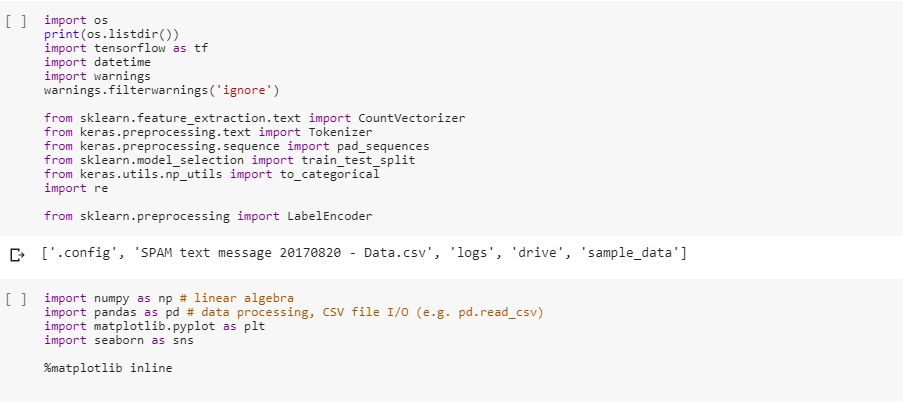 [ ] import os
print(os.listdir())
import tensorflow as tf
import datetime
import warnings
warnings.filterwarnings('ignore')
from sklearn.feature_extraction.text import CountVectorizer
from keras.preprocessing.text import Tokenizer
from keras.preprocessing.sequence import pad_sequences
from sklearn.model_selection import train_test_split
from keras.utils.np_utils import to_categorical
import re
from sklearn.preprocessing import LabelEncoder
['.config', 'SPAM text message 20170820 - Data.csv', 'logs', 'drive', 'sample_data']
[ ] import numpy as np # linear algebra
import pandas as pd # data processing, CSV file I/O (e.g. pd.read_csv)
import matplotlib.pyplot as plt
import seaborn as sns
%matplotlib inline